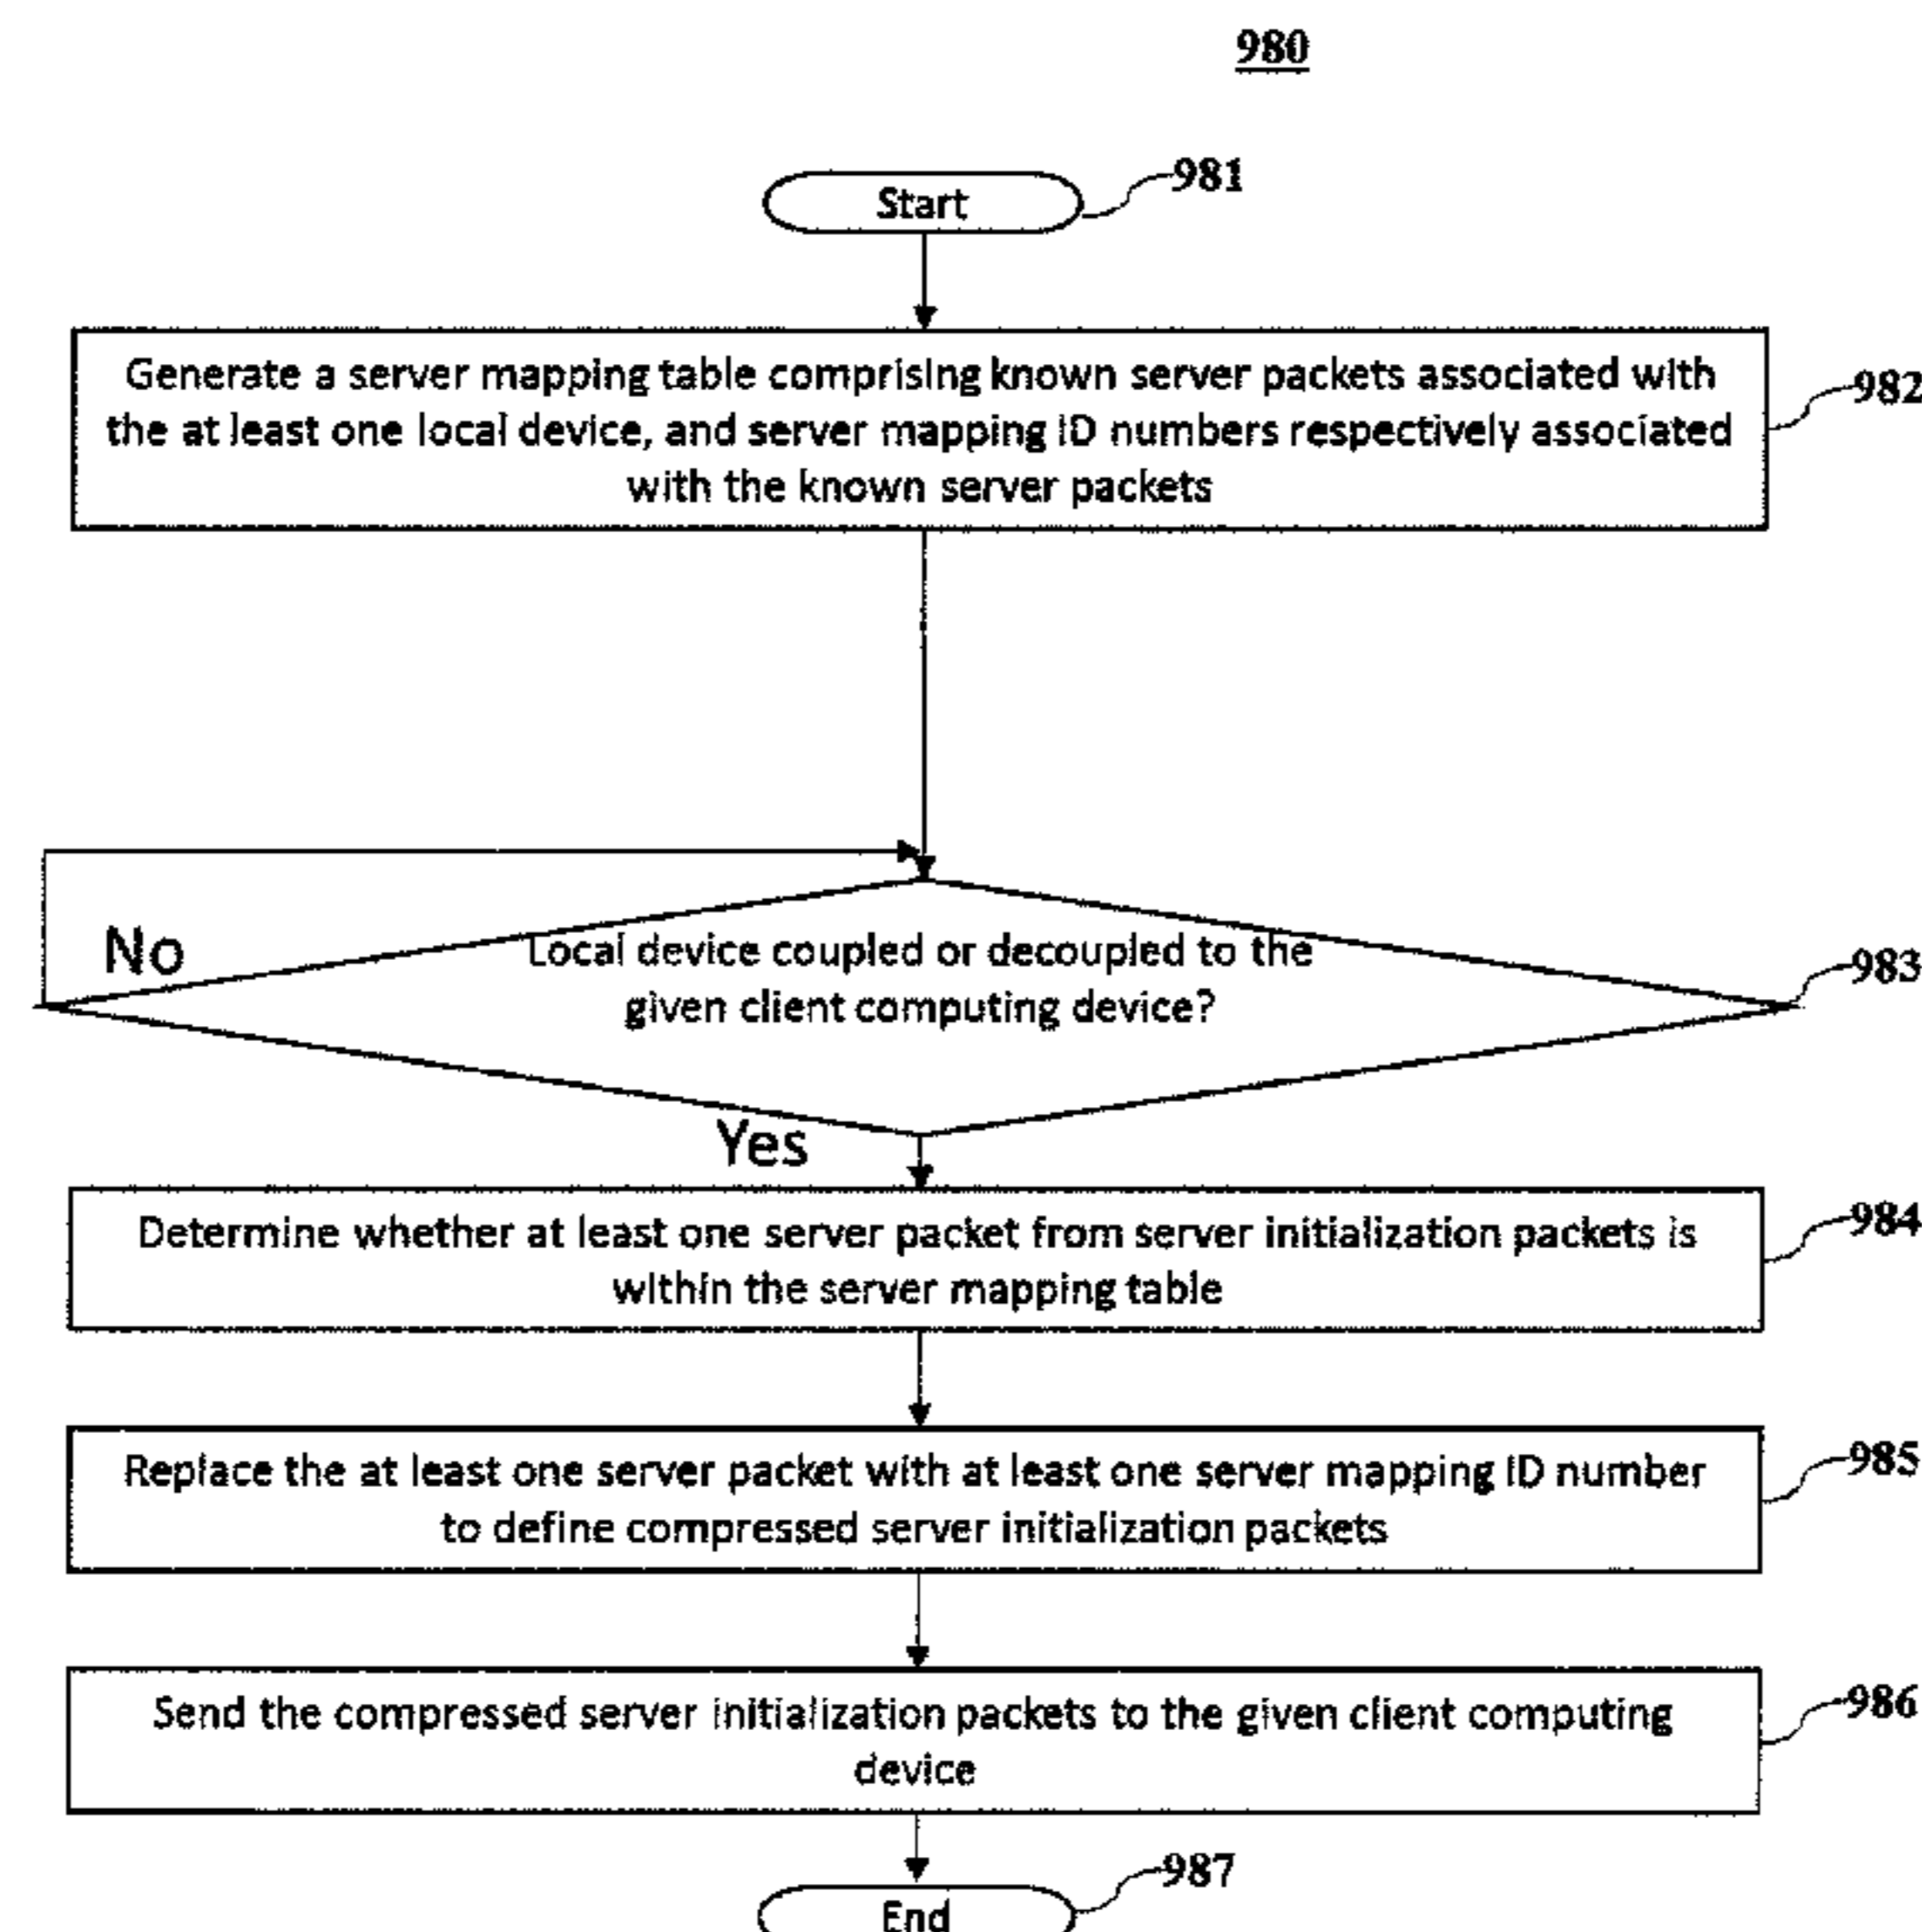 980
Start
981
Generate a server mapping table comprising known server packets associated with
the at least one local device, and server mapping ID numbers respectively associated
with the known server packets
982
No
Local device coupled or decoupled to the
given client computing device?
983
Yes
Determine whether at least one server packet from server initialization packets is
within the server mapping table
984
Replace the at least one server packet with at least one server mapping ID number
to define compressed server initialization packets
985
Send the compressed server initialization packets to the given client computing
device
986
987
End